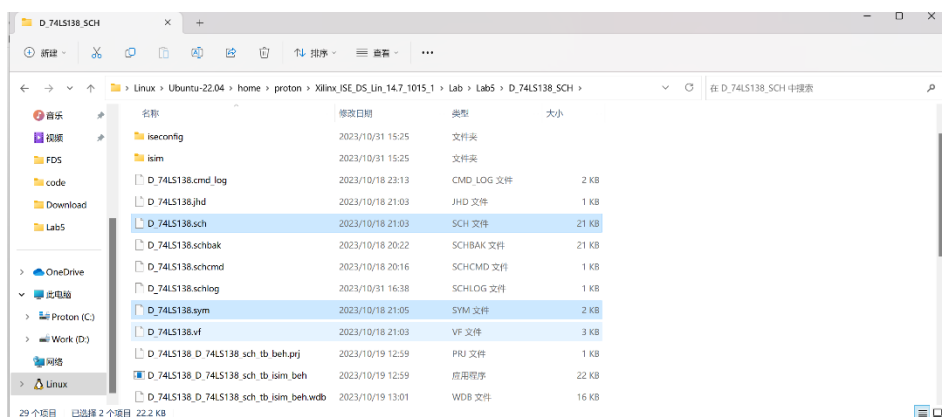 D_74LS138_SCH
新建 排序 查看
Linux > Ubuntu-22.04 > home > proton > Xilinx_ISE_DS_Lin_14.7_1015_1 > Lab > Lab5 > D_74LS138_SCH > 在 D_74LS138_SCH 中搜索
音乐
视频
FDS
code
Download
Lab5
OneDrive
此电脑
Proton (C:)
Work (D:)
网络
Linux
名称 修改日期 类型 大小
iseconfig 2023/10/31 15:25 文件夹
isim 2023/10/31 15:25 文件夹
D_74LS138.cmd_log 2023/10/18 23:13 CMD_LOG 文件 2 KB
D_74LS138.jhd 2023/10/18 21:03 JHD 文件 1 KB
D_74LS138.sch 2023/10/18 21:03 SCH 文件 21 KB
D_74LS138.schbak 2023/10/18 20:22 SCHBAK 文件 21 KB
D_74LS138.schcmd 2023/10/18 20:16 SCHCMD 文件 1 KB
D_74LS138.schlog 2023/10/31 16:38 SCHLOG 文件 1 KB
D_74LS138.sym 2023/10/18 21:05 SYM 文件 2 KB
D_74LS138.vf 2023/10/18 21:03 VF 文件 3 KB
D_74LS138_D_74LS138_sch_tb_beh.prj 2023/10/19 12:59 PRJ 文件 1 KB
D_74LS138_D_74LS138_sch_tb_isim_beh 2023/10/19 12:59 应用程序 22 KB
D_74LS138_D_74LS138_sch_tb_isim_beh.wdb 2023/10/19 13:01 WDB 文件 16 KB
29 个项目 已选择 2 个项目 22.2 KB